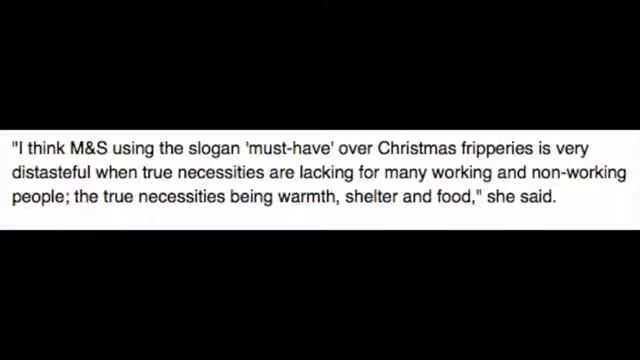 "I think M&S using the slogan 'must-have' over Christmas fripperies is very
distasteful when true necessities are lacking for many working and non-working
people; the true necessities being warmth, shelter and food," she said.